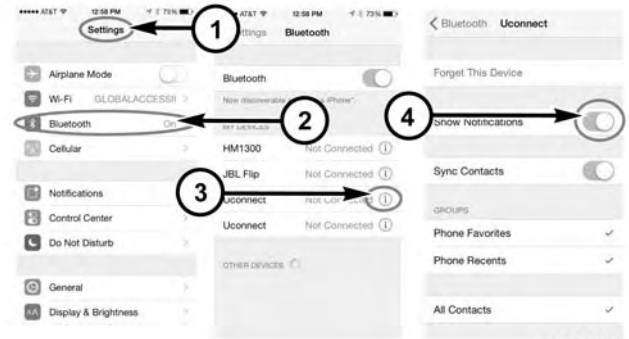 AT&T 12:58 PM 73%
Settings
1
Airplane Mode
Wi-Fi GLOBALACCESSII
Bluetooth On
2
Cellular
Notifications
Control Center
Do Not Disturb
General
Display & Brightness
AT&T 12:58 PM 73%
Bluetooth
Bluetooth
Now discoverable iPhone".
MY DEVICES
HM1300 Not Connected
JBL Flip Not Connected
3
Uconnect Not Connected
Uconnect Not Connected
OTHER DEVICES
Bluetooth Uconnect
Forget This Device
4
Show Notifications
Sync Contacts
GROUPS
Phone Favorites
Phone Recents
All Contacts